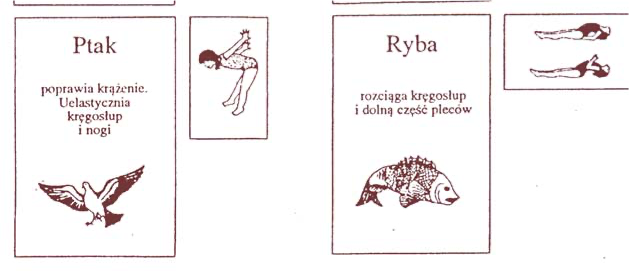 Ptak
poprawia krążenie.
Uelastycznia
kręgosłup
i nogi
Ryba
rozciąga kręgosłup
i dolną część pleców